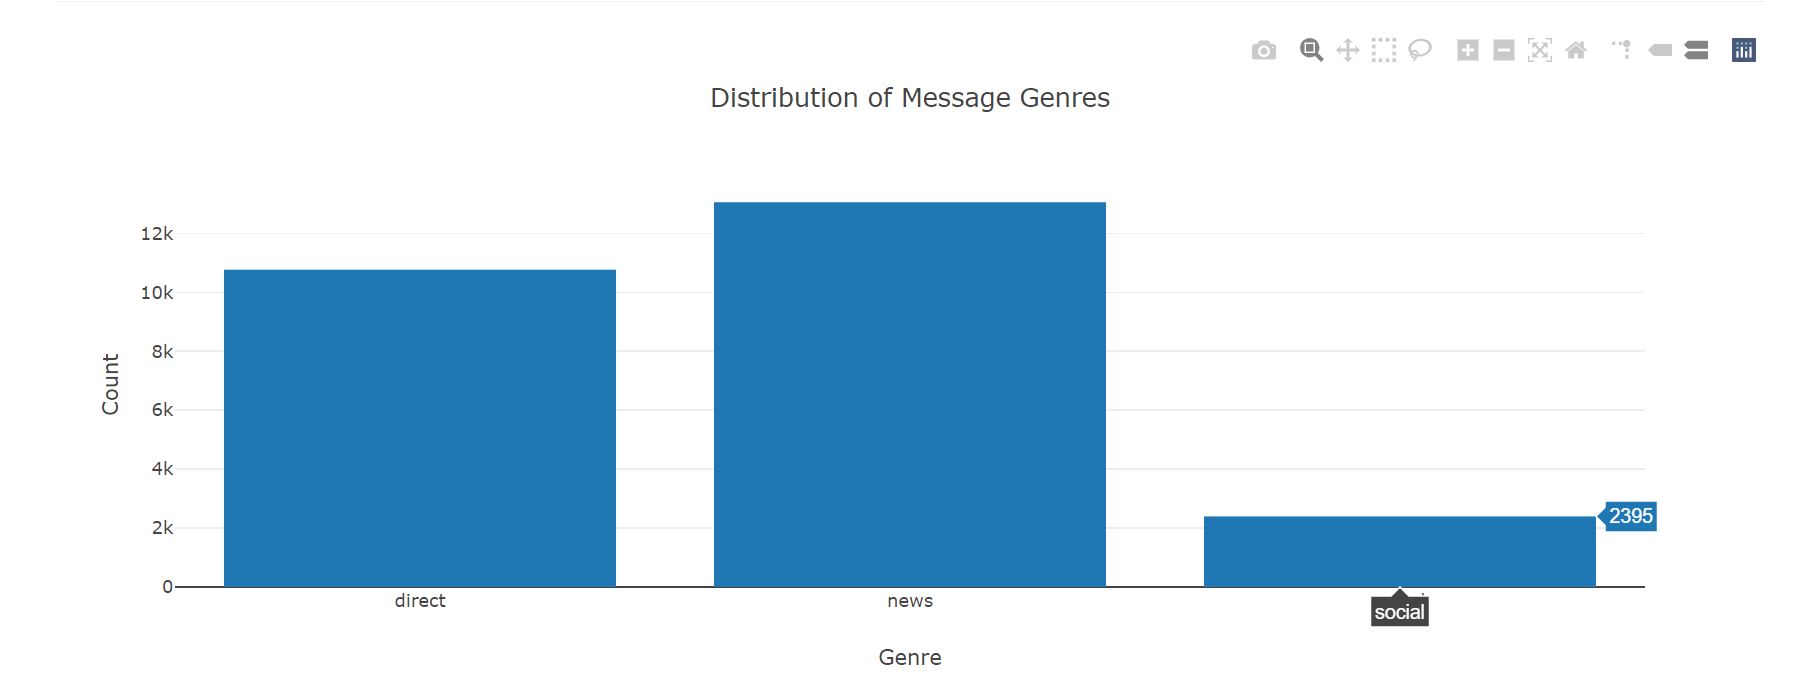 Distribution of Message Genres
12k
10k
8k
6k
4k
2k
0
Count
2395
direct
news
social
Genre